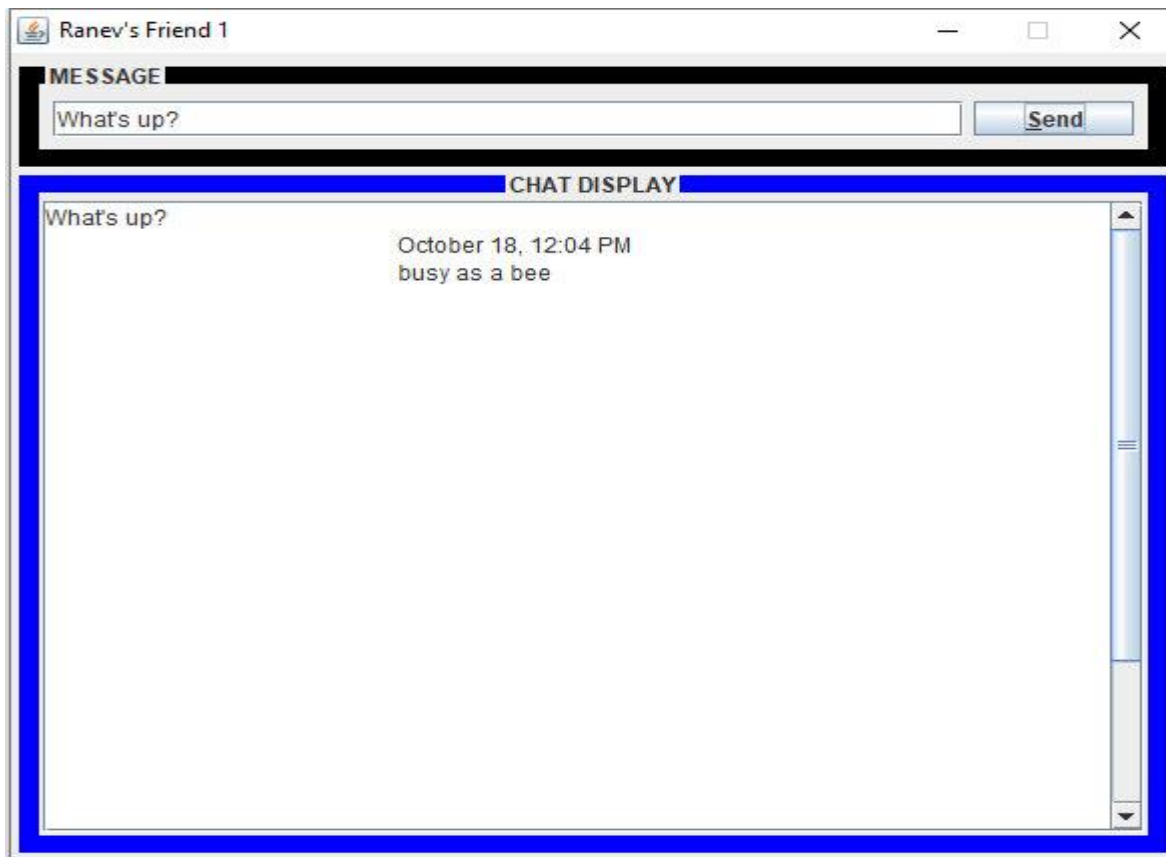 Ranev's Friend 1
MESSAGE
What's up?
Send
CHAT DISPLAY
What's up?
October 18, 12:04 PM
busy as a bee